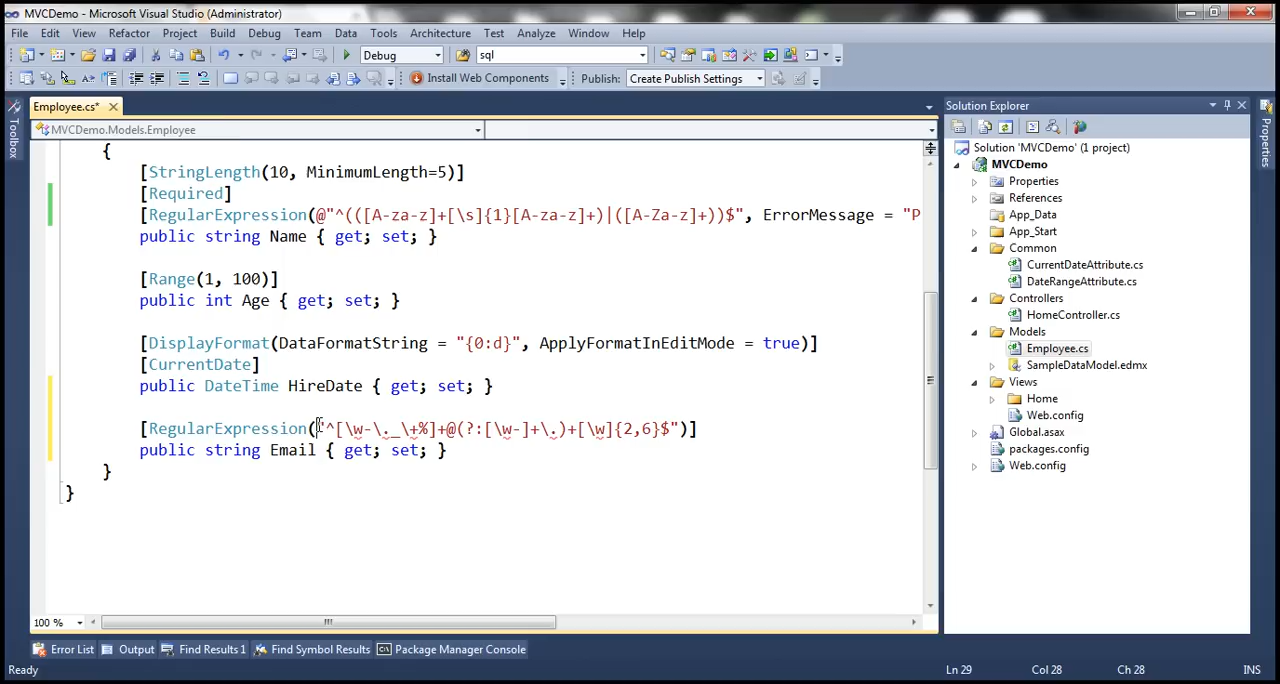 MVCDemo - Microsoft Visual Studio (Administrator)
File Edit View Refactor Project Build Debug Team Data Tools Architecture Test Analyze Window Help
Debug sql
Install Web Components Publish: Create Publish Settings
Employee.cs* Solution Explorer
MVCDemo.Models.Employee
Toolbox
Properties
{
[StringLength(10, MinimumLength=5)]
[Required]
[RegularExpression(@"^(([A-za-z]+[\s]{1}[A-za-z]+)|([A-Za-z]+))$", ErrorMessage = "P
public string Name { get; set; }
[Range(1, 100)]
public int Age { get; set; }
[DisplayFormat(DataFormatString = "{0:d}", ApplyFormatInEditMode = true)]
[CurrentDate]
public DateTime HireDate { get; set; }
[RegularExpression("^[\w-\._\+%]+@(?:[\w-]+\.)+[\w]{2,6}$")]
public string Email { get; set; }
}
}
Solution 'MVCDemo' (1 project)
MVCDemo
Properties
References
App_Data
App_Start
Common
CurrentDateAttribute.cs
DateRangeAttribute.cs
Controllers
HomeController.cs
Models
Employee.cs
SampleDataModel.edmx
Views
Home
Web.config
Global.asax
packages.config
Web.config
100 %
Error List Output Find Results 1 Find Symbol Results Package Manager Console
Ready Ln 29 Col 28 Ch 28 INS